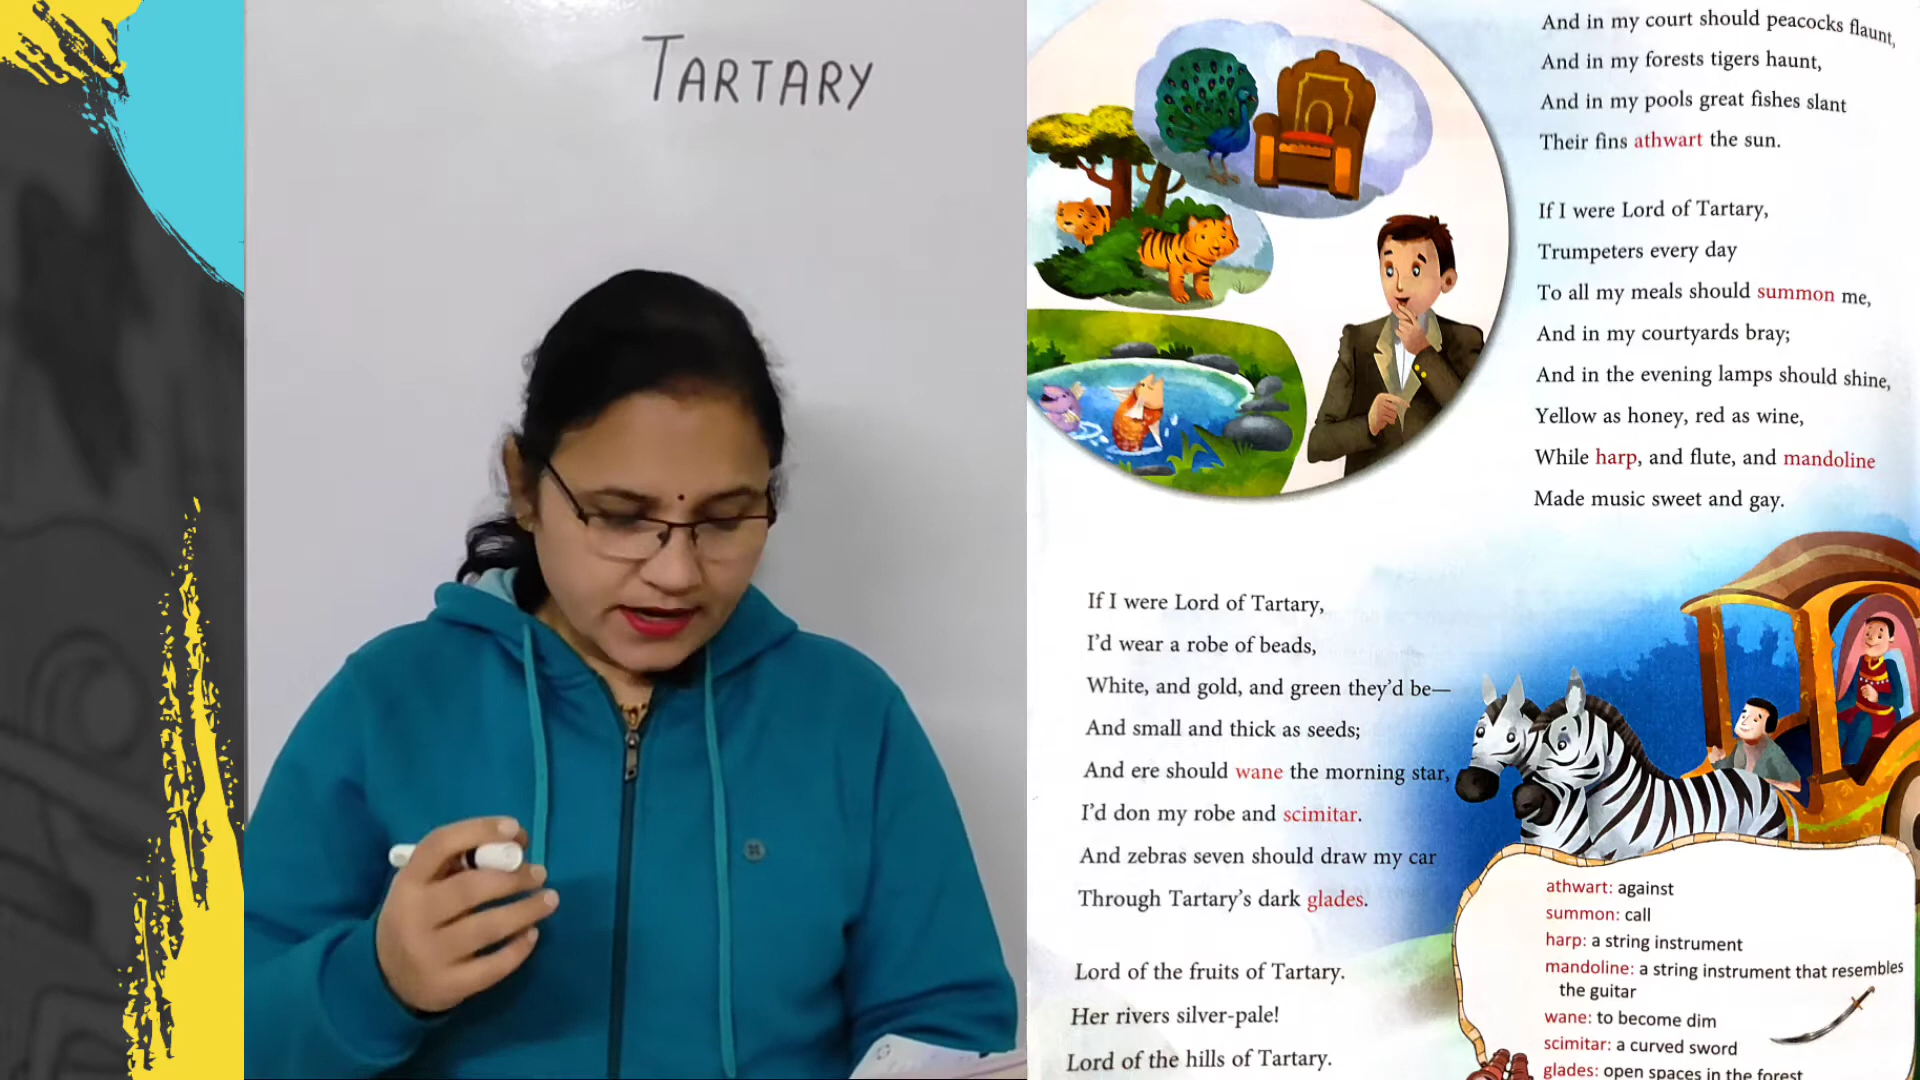 TARTARY
And in my court should peacocks flaunt,
And in my forests tigers haunt,
And in my pools great fishes slant
Their fins athwart the sun.
If I were Lord of Tartary,
Trumpeters every day
To all my meals should summon me,
And in my courtyards bray;
And in the evening lamps should shine,
Yellow as honey, red as wine,
While harp, and flute, and mandoline
Made music sweet and gay.
If I were Lord of Tartary,
I'd wear a robe of beads,
White, and gold, and green they'd be—
And small and thick as seeds;
And ere should wane the morning star,
I'd don my robe and scimitar.
And zebras seven should draw my car
Through Tartary's dark glades.
Lord of the fruits of Tartary.
Her rivers silver-pale!
Lord of the hills of Tartary.
athwart: against
summon: call
harp: a string instrument
mandoline: a string instrument that resembles
the guitar
wane: to become dim
scimitar: a curved sword
glades: open spaces in the forest